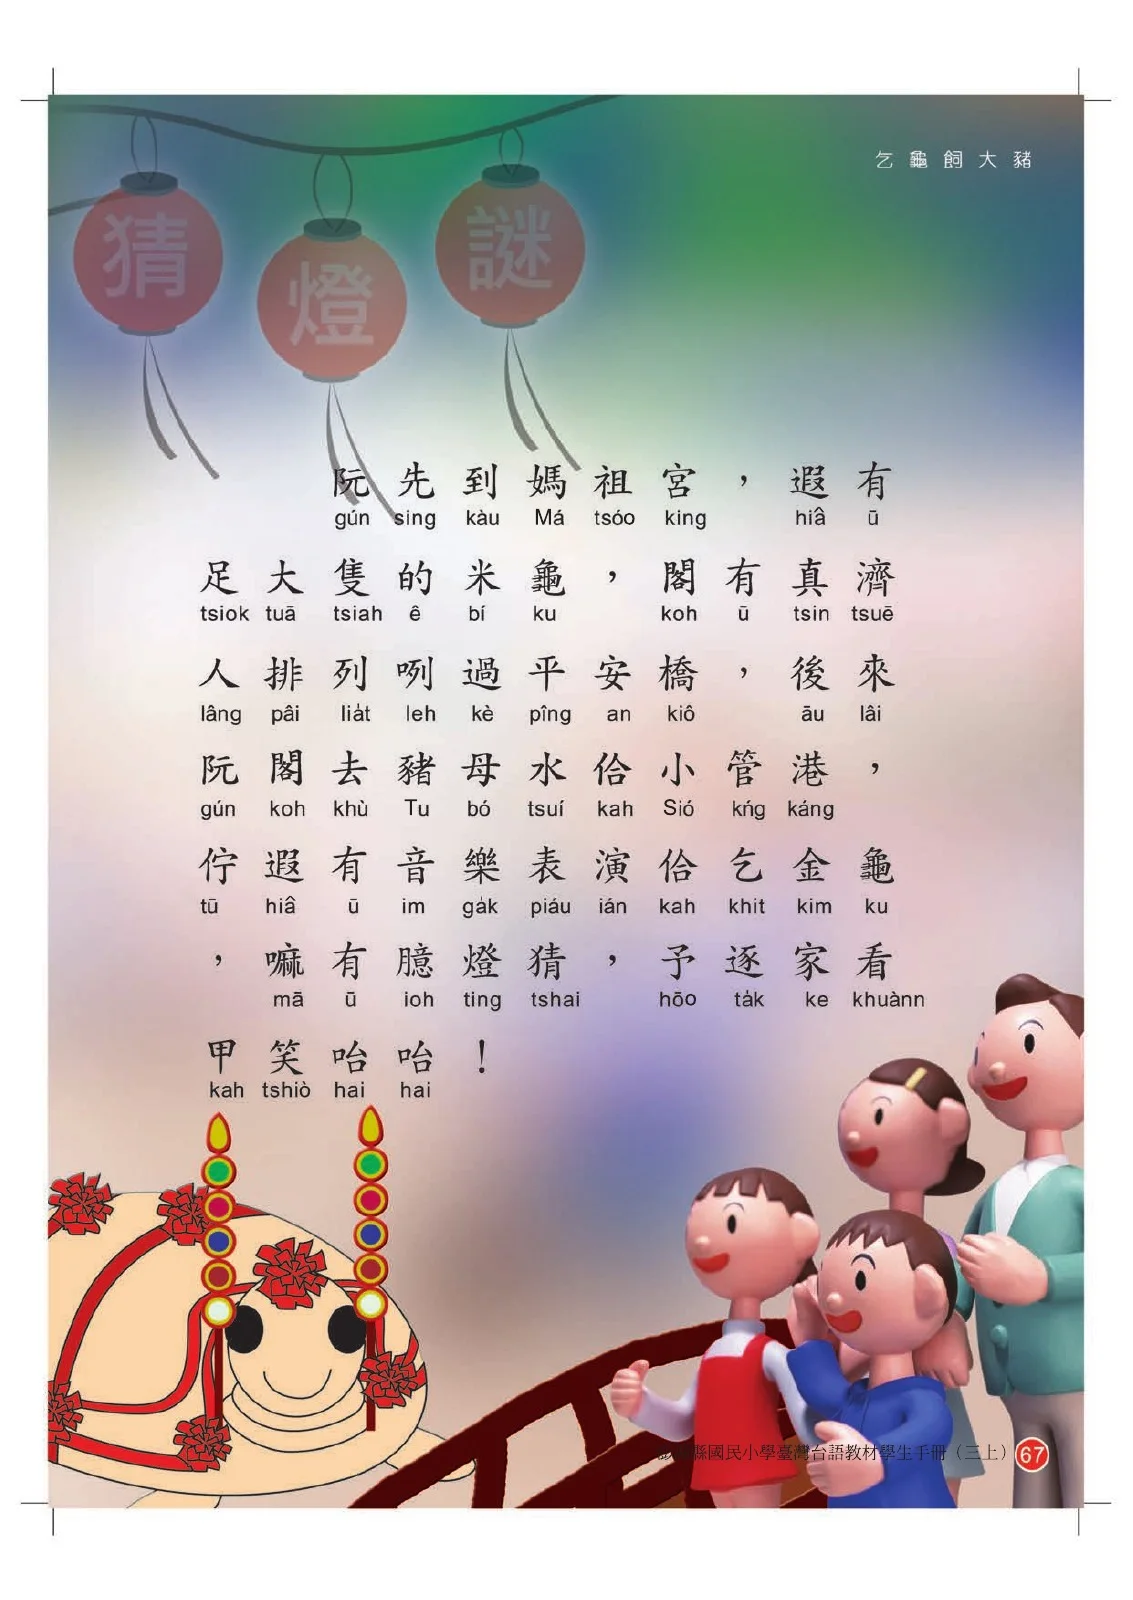 乞龜飼大豬
猜燈謎
阮先到媽祖宮，遐有
gún sing kàu Má tsóo king hiâ ū
足大隻的米龜，閣有真濟
tsiok tuā tsiah ê bí ku koh ū tsin tsuē
人排列咧過平安橋，後來
lâng pâi lia̍t leh kè pîng an kiô āu lâi
阮閣去豬母水佮小管港，
gún koh khù Tu bó tsuí kah Sió kńg káng
佇遐有音樂表演佮乞金龜
tū hiâ ū im ga̍k piáu ián kah khit kim ku
，嘛有臆燈猜，予逐家看
mā ū ioh ting tshai hōo ta̍k ke khuànn
甲笑咍咍！
kah tshiò hai hai
縣國民小學臺灣台語教材學生手冊（三上）67